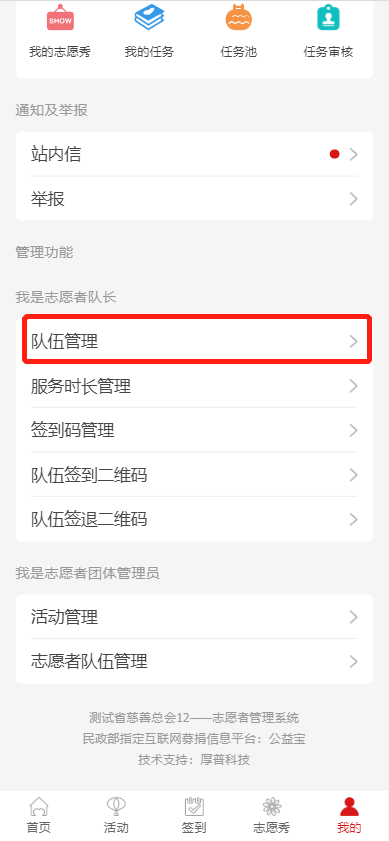 SHOW
我的志愿秀 我的任务 任务池 任务审核
通知及举报
站内信
举报
管理功能
我是志愿者队长
队伍管理
服务时长管理
签到码管理
队伍签到二维码
队伍签退二维码
我是志愿者团体管理员
活动管理
志愿者队伍管理
测试省慈善总会12——志愿者管理系统
民政部指定互联网募捐信息平台：公益宝
技术支持：厚普科技
首页 活动 签到 志愿秀 我的